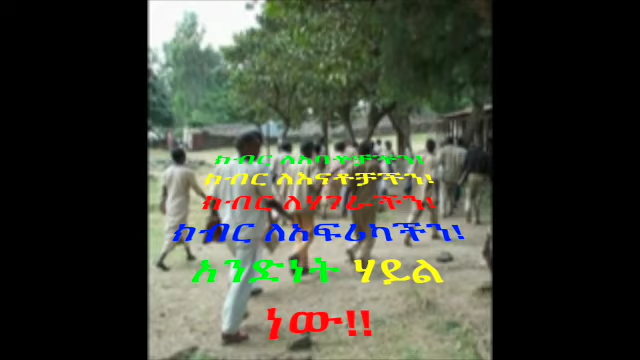 ክብር ለአባቶቻችን!
ክብር ለእናቶቻችን!
ክብር ለሃገራችን!
ክብር ለአፍሪካችን!
አንድነት ሃይል
ነው!!